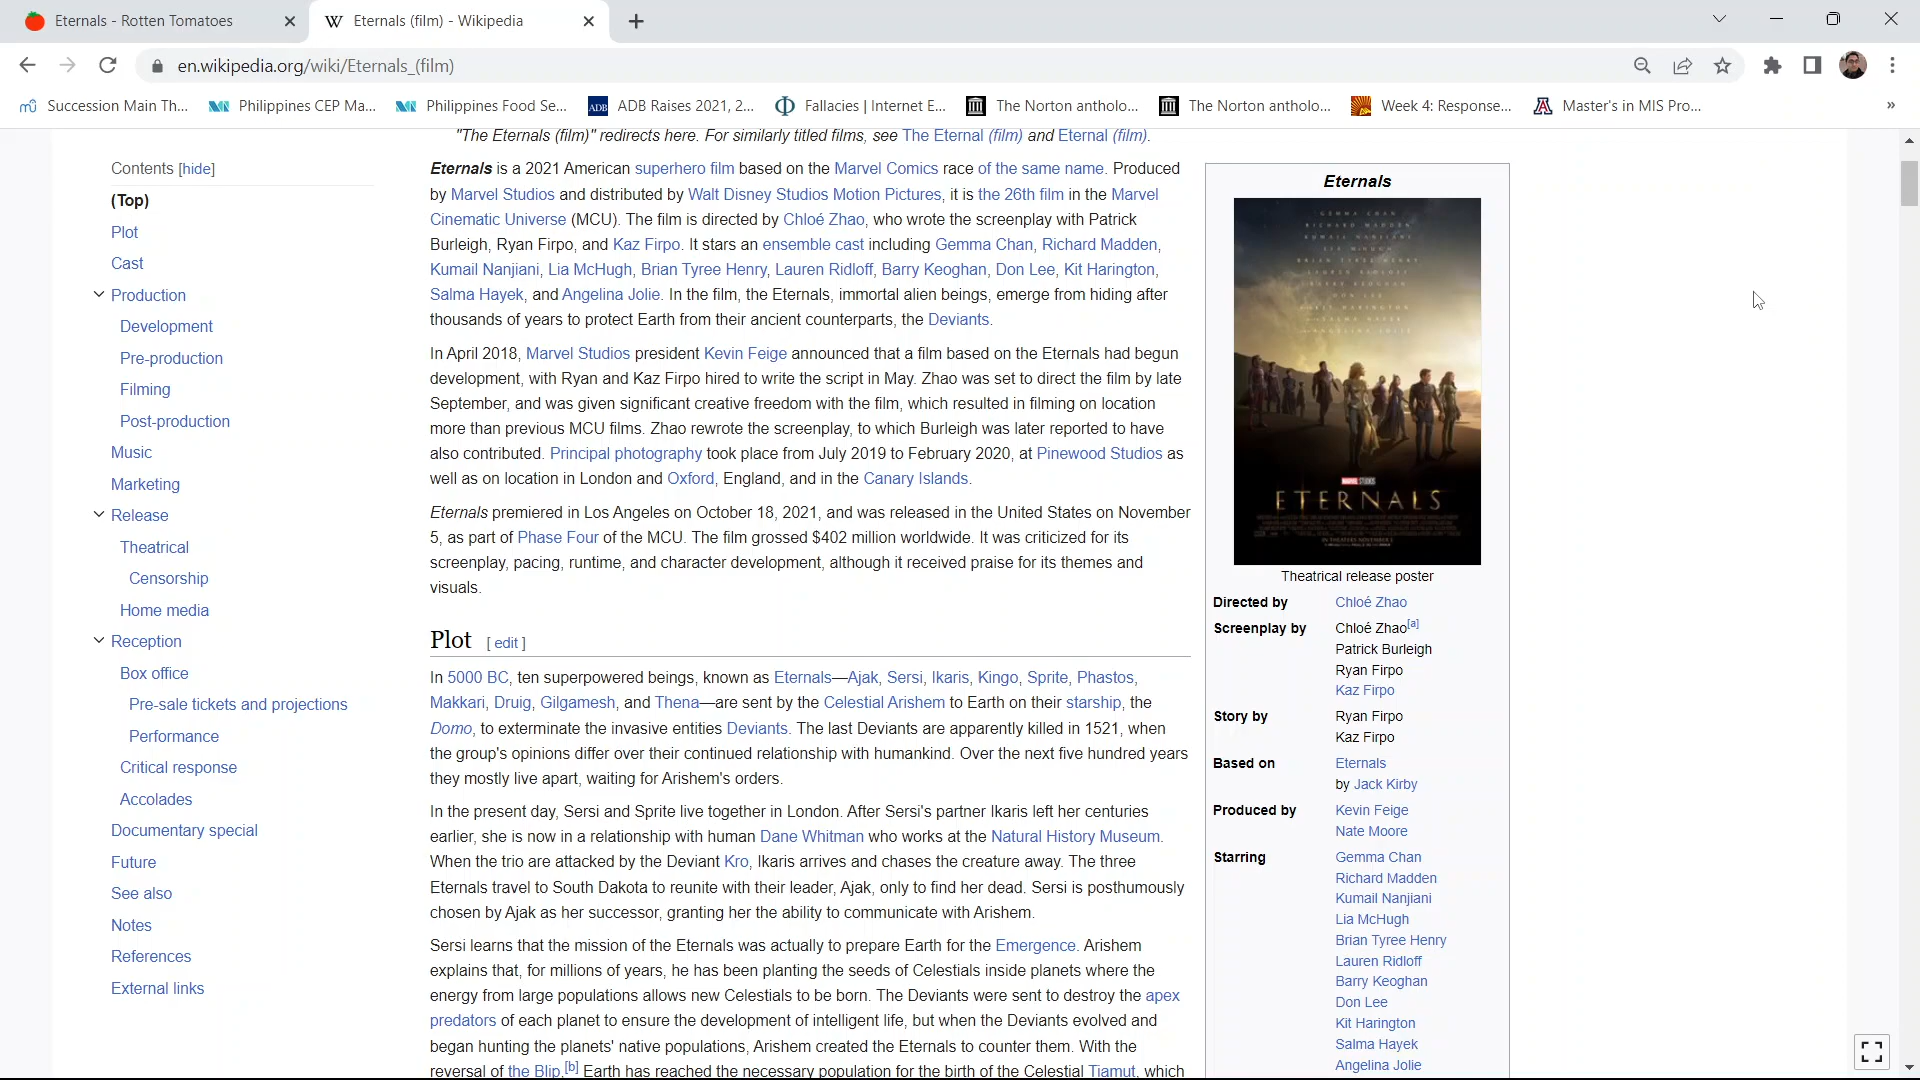 Eternals - Rotten Tomatoes
Eternals (film) - Wikipedia
en.wikipedia.org/wiki/Eternals_(film)
Succession Main Th...
Philippines CEP Ma...
Philippines Food Se...
ADB
ADB Raises 2021, 2...
Fallacies | Internet E...
The Norton antholo...
The Norton antholo...
Week 4: Response...
Master's in MIS Pro...
»
"The Eternals (film)" redirects here. For similarly titled films, see The Eternal (film) and Eternal (film).
Contents [hide]
(Top)
Plot
Cast
Production
Development
Pre-production
Filming
Post-production
Music
Marketing
Release
Theatrical
Censorship
Home media
Reception
Box office
Pre-sale tickets and projections
Performance
Critical response
Accolades
Documentary special
Future
See also
Notes
References
External links
Eternals is a 2021 American superhero film based on the Marvel Comics race of the same name. Produced
by Marvel Studios and distributed by Walt Disney Studios Motion Pictures, it is the 26th film in the Marvel
Cinematic Universe (MCU). The film is directed by Chloé Zhao, who wrote the screenplay with Patrick
Burleigh, Ryan Firpo, and Kaz Firpo. It stars an ensemble cast including Gemma Chan, Richard Madden,
Kumail Nanjiani, Lia McHugh, Brian Tyree Henry, Lauren Ridloff, Barry Keoghan, Don Lee, Kit Harington,
Salma Hayek, and Angelina Jolie. In the film, the Eternals, immortal alien beings, emerge from hiding after
thousands of years to protect Earth from their ancient counterparts, the Deviants.
In April 2018, Marvel Studios president Kevin Feige announced that a film based on the Eternals had begun
development, with Ryan and Kaz Firpo hired to write the script in May. Zhao was set to direct the film by late
September, and was given significant creative freedom with the film, which resulted in filming on location
more than previous MCU films. Zhao rewrote the screenplay, to which Burleigh was later reported to have
also contributed. Principal photography took place from July 2019 to February 2020, at Pinewood Studios as
well as on location in London and Oxford, England, and in the Canary Islands.
Eternals premiered in Los Angeles on October 18, 2021, and was released in the United States on November
5, as part of Phase Four of the MCU. The film grossed $402 million worldwide. It was criticized for its
screenplay, pacing, runtime, and character development, although it received praise for its themes and
visuals.
Plot [ edit ]
In 5000 BC, ten superpowered beings, known as Eternals—Ajak, Sersi, Ikaris, Kingo, Sprite, Phastos,
Makkari, Druig, Gilgamesh, and Thena—are sent by the Celestial Arishem to Earth on their starship, the
Domo, to exterminate the invasive entities Deviants. The last Deviants are apparently killed in 1521, when
the group's opinions differ over their continued relationship with humankind. Over the next five hundred years
they mostly live apart, waiting for Arishem's orders.
In the present day, Sersi and Sprite live together in London. After Sersi's partner Ikaris left her centuries
earlier, she is now in a relationship with human Dane Whitman who works at the Natural History Museum.
When the trio are attacked by the Deviant Kro, Ikaris arrives and chases the creature away. The three
Eternals travel to South Dakota to reunite with their leader, Ajak, only to find her dead. Sersi is posthumously
chosen by Ajak as her successor, granting her the ability to communicate with Arishem.
Sersi learns that the mission of the Eternals was actually to prepare Earth for the Emergence. Arishem
explains that, for millions of years, he has been planting the seeds of Celestials inside planets where the
energy from large populations allows new Celestials to be born. The Deviants were sent to destroy the apex
predators of each planet to ensure the development of intelligent life, but when the Deviants evolved and
began hunting the planets' native populations, Arishem created the Eternals to counter them. With the
reversal of the Blip,[b] Earth has reached the necessary population for the birth of the Celestial Tiamut, which
Eternals
GEMMA CHAN
RICHARD MADDEN
KUMAIL NANJIANI
LIA MCHUGH
BRIAN TYREE HENRY
LAUREN RIDLOFF
BARRY KEOGHAN
DON LEE
MARVEL STUDIOS
ETERNALS
IN THEATERS NOVEMBER 5
Theatrical release poster
Directed by Chloé Zhao
Screenplay by Chloé Zhao[a]
Patrick Burleigh
Ryan Firpo
Kaz Firpo
Story by Ryan Firpo
Kaz Firpo
Based on Eternals
by Jack Kirby
Produced by Kevin Feige
Nate Moore
Starring Gemma Chan
Richard Madden
Kumail Nanjiani
Lia McHugh
Brian Tyree Henry
Lauren Ridloff
Barry Keoghan
Don Lee
Kit Harington
Salma Hayek
Angelina Jolie